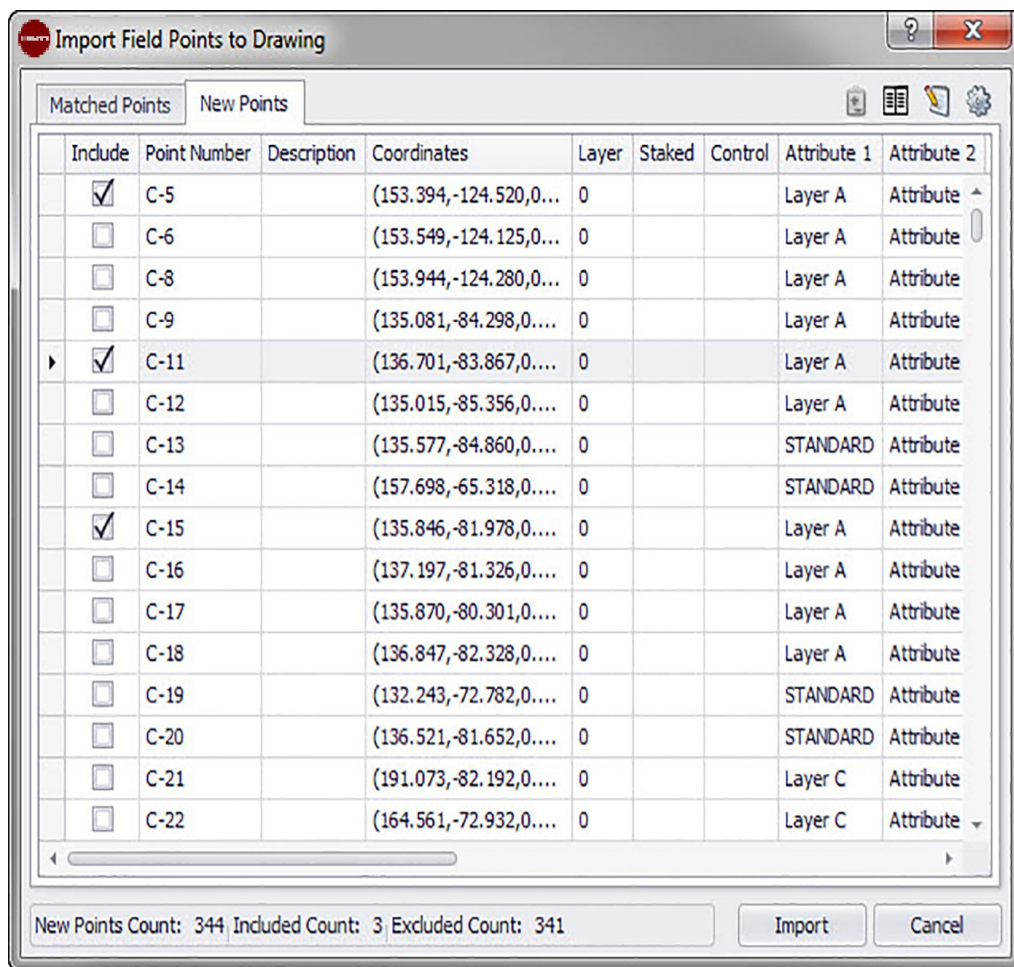 Import Field Points to Drawing
Matched Points New Points
Include Point Number Description Coordinates Layer Staked Control Attribute 1 Attribute 2
C-5 (153.394,-124.520,0... 0 Layer A Attribute
C-6 (153.549,-124.125,0... 0 Layer A Attribute
C-8 (153.944,-124.280,0... 0 Layer A Attribute
C-9 (135.081,-84.298,0.... 0 Layer A Attribute
C-11 (136.701,-83.867,0.... 0 Layer A Attribute
C-12 (135.015,-85.356,0.... 0 Layer A Attribute
C-13 (135.577,-84.860,0.... 0 STANDARD Attribute
C-14 (157.698,-65.318,0.... 0 STANDARD Attribute
C-15 (135.846,-81.978,0.... 0 Layer A Attribute
C-16 (137.197,-81.326,0.... 0 Layer A Attribute
C-17 (135.870,-80.301,0.... 0 Layer A Attribute
C-18 (136.847,-82.328,0.... 0 Layer A Attribute
C-19 (132.243,-72.782,0.... 0 STANDARD Attribute
C-20 (136.521,-81.652,0.... 0 STANDARD Attribute
C-21 (191.073,-82.192,0.... 0 Layer C Attribute
C-22 (164.561,-72.932,0.... 0 Layer C Attribute
New Points Count: 344 Included Count: 3 Excluded Count: 341 Import Cancel